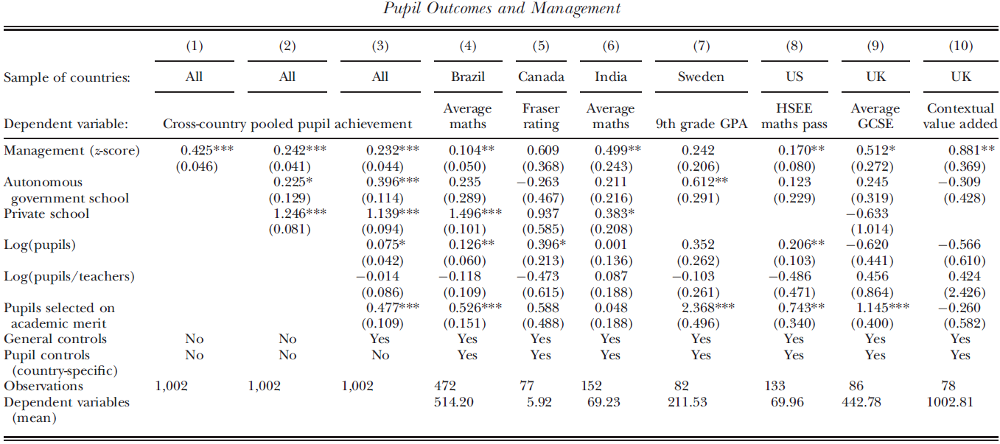 Pupil Outcomes and Management
(1) (2) (3) (4) (5) (6) (7) (8) (9) (10)
Sample of countries: All All All Brazil Canada India Sweden US UK UK
Dependent variable: Cross-country pooled pupil achievement Average maths Fraser rating Average maths 9th grade GPA HSEE maths pass Average GCSE Contextual value added
Management (z-score) 0.425*** 0.242*** 0.232*** 0.104** 0.609 0.499** 0.242 0.170** 0.512* 0.881**
(0.046) (0.041) (0.044) (0.050) (0.368) (0.243) (0.206) (0.080) (0.272) (0.369)
Autonomous 0.225* 0.396*** 0.235 −0.263 0.211 0.612** 0.123 0.245 −0.309
government school (0.129) (0.114) (0.289) (0.467) (0.216) (0.291) (0.229) (0.319) (0.428)
Private school 1.246*** 1.139*** 1.496*** 0.937 0.383* −0.633
(0.081) (0.094) (0.101) (0.585) (0.208) (1.014)
Log(pupils) 0.075* 0.126** 0.396* 0.001 0.352 0.206** −0.620 −0.566
(0.042) (0.060) (0.213) (0.136) (0.262) (0.103) (0.441) (0.610)
Log(pupils/teachers) −0.014 −0.118 −0.473 0.087 −0.103 −0.486 0.456 0.424
(0.086) (0.109) (0.615) (0.188) (0.261) (0.471) (0.864) (2.426)
Pupils selected on 0.477*** 0.526*** 0.588 0.048 2.368*** 0.743** 1.145*** −0.260
academic merit (0.109) (0.151) (0.488) (0.188) (0.496) (0.340) (0.400) (0.582)
General controls No No Yes Yes Yes Yes Yes Yes Yes Yes
Pupil controls No No No Yes Yes Yes Yes Yes Yes Yes
(country-specific)
Observations 1,002 1,002 1,002 472 77 152 82 133 86 78
Dependent variables 514.20 5.92 69.23 211.53 69.96 442.78 1002.81
(mean)